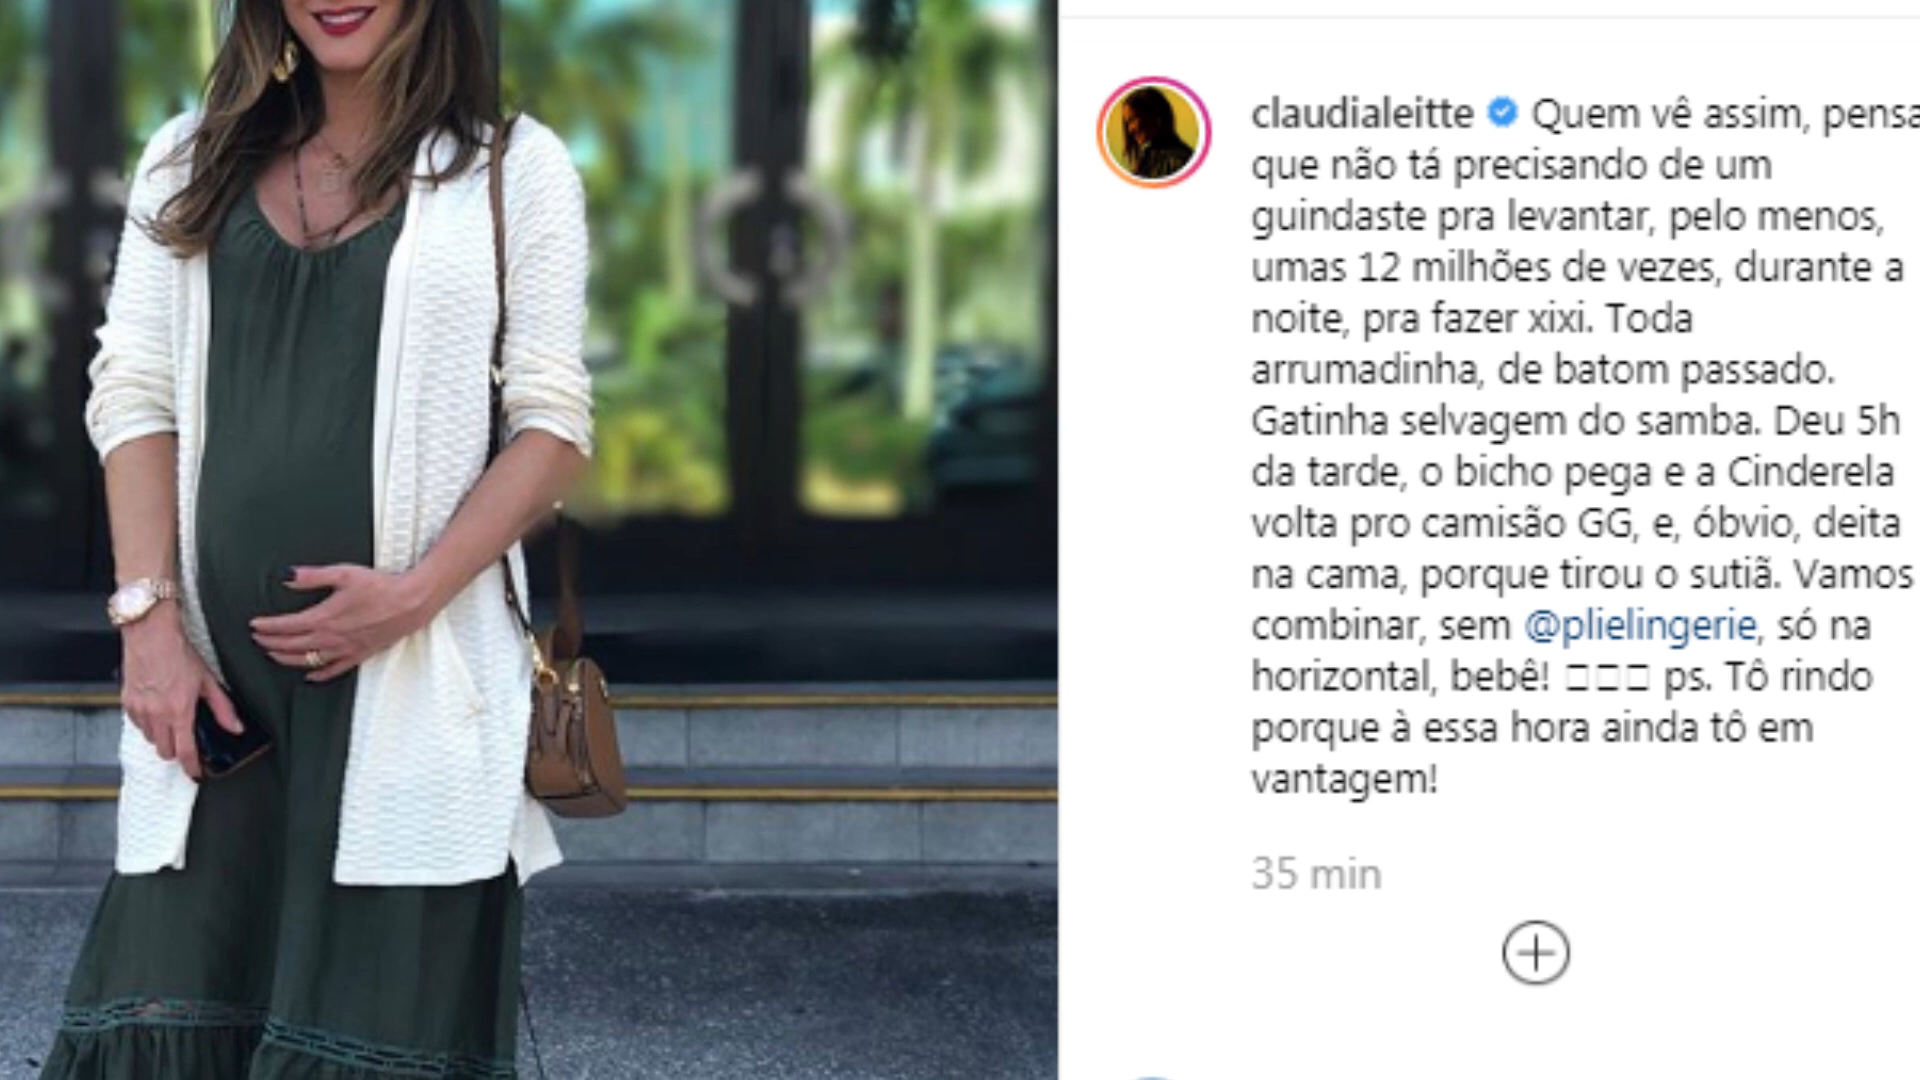 claudialeitte Quem vê assim, pensa
que não tá precisando de um
guindaste pra levantar, pelo menos,
umas 12 milhões de vezes, durante a
noite, pra fazer xixi. Toda
arrumadinha, de batom passado.
Gatinha selvagem do samba. Deu 5h
da tarde, o bicho pega e a Cinderela
volta pro camisão GG, e, óbvio, deita
na cama, porque tirou o sutiã. Vamos
combinar, sem @plielingerie, só na
horizontal, bebê! □□□ ps. Tô rindo
porque à essa hora ainda tô em
vantagem!
35 min